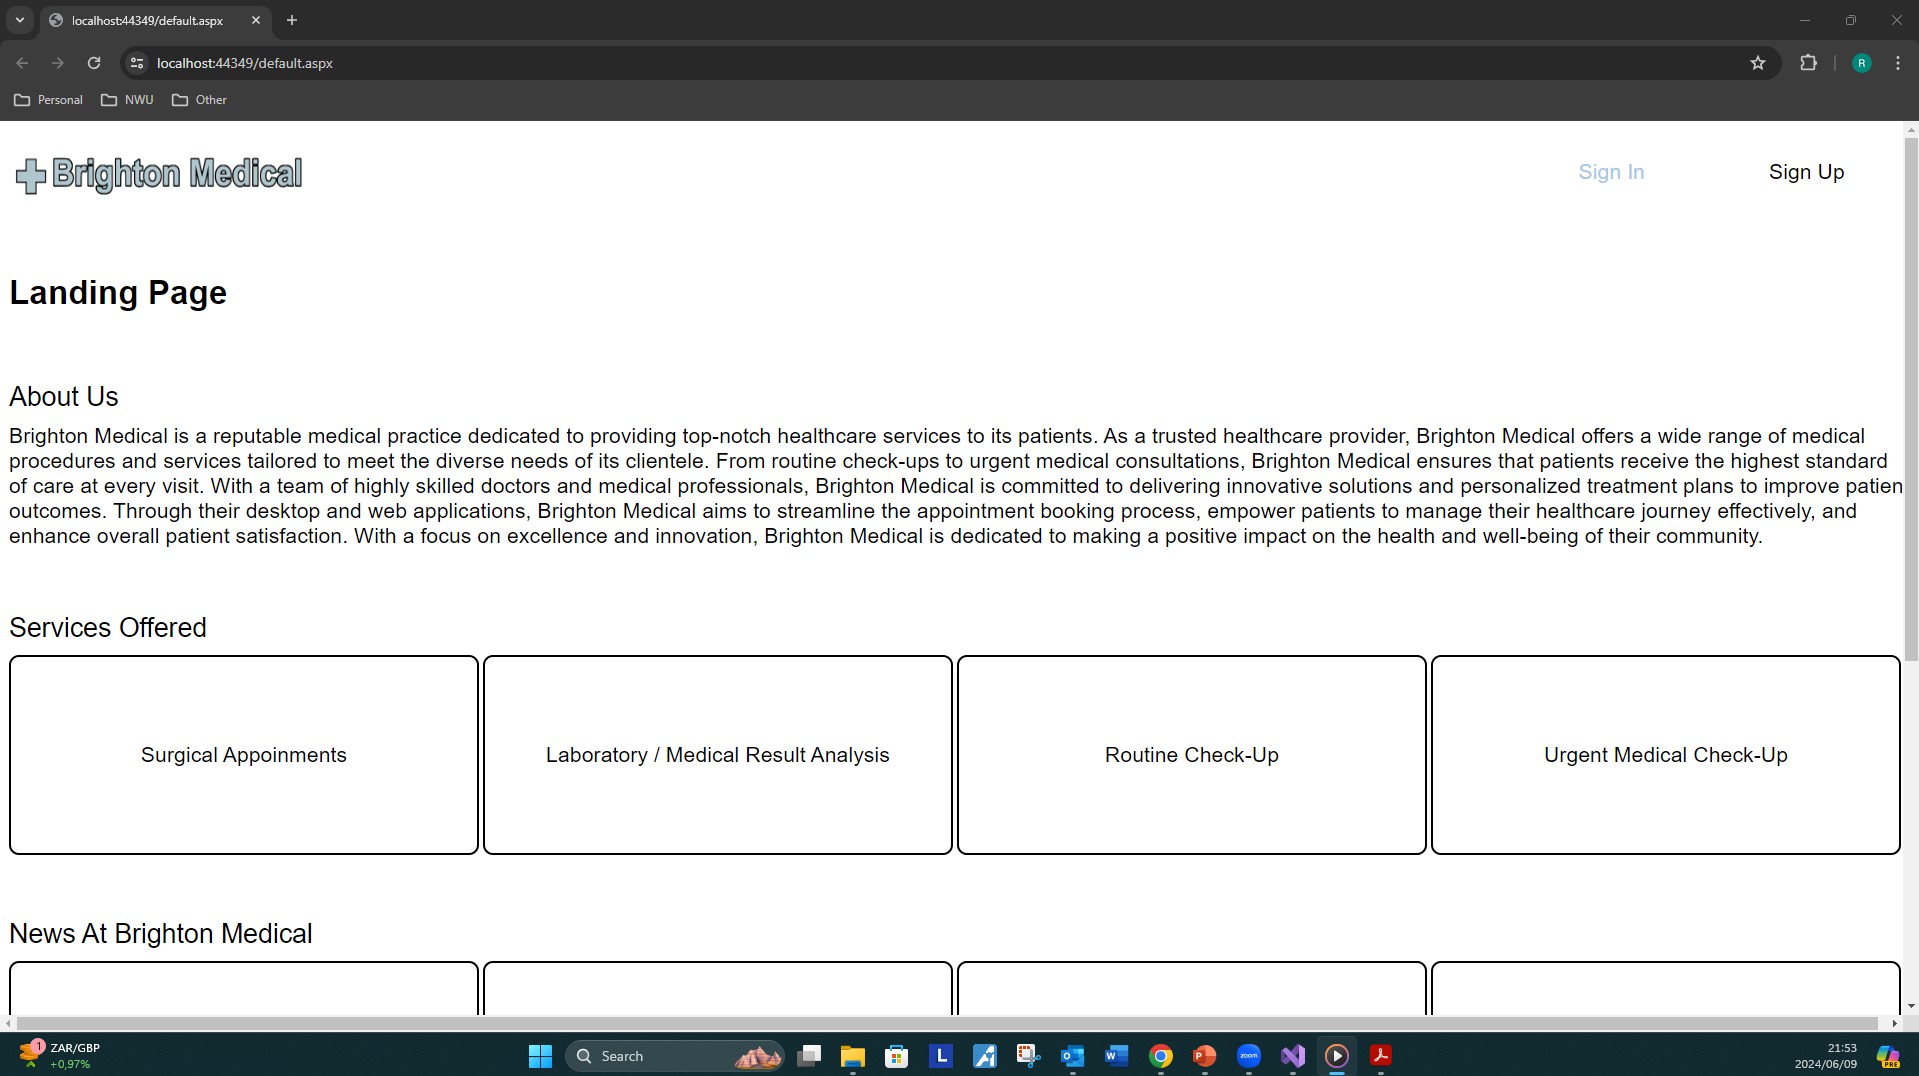 localhost:44349/default.aspx
localhost:44349/default.aspx
R
Personal
NWU
Other
Brighton Medical
Sign In
Sign Up
Landing Page
About Us
Brighton Medical is a reputable medical practice dedicated to providing top-notch healthcare services to its patients. As a trusted healthcare provider, Brighton Medical offers a wide range of medical
procedures and services tailored to meet the diverse needs of its clientele. From routine check-ups to urgent medical consultations, Brighton Medical ensures that patients receive the highest standard
of care at every visit. With a team of highly skilled doctors and medical professionals, Brighton Medical is committed to delivering innovative solutions and personalized treatment plans to improve patien
outcomes. Through their desktop and web applications, Brighton Medical aims to streamline the appointment booking process, empower patients to manage their healthcare journey effectively, and
enhance overall patient satisfaction. With a focus on excellence and innovation, Brighton Medical is dedicated to making a positive impact on the health and well-being of their community.
Services Offered
Surgical Appoinments
Laboratory / Medical Result Analysis
Routine Check-Up
Urgent Medical Check-Up
News At Brighton Medical
1
ZAR/GBP
+0,97%
Search
L
W
P
zoom
21:53
2024/06/09
PRE